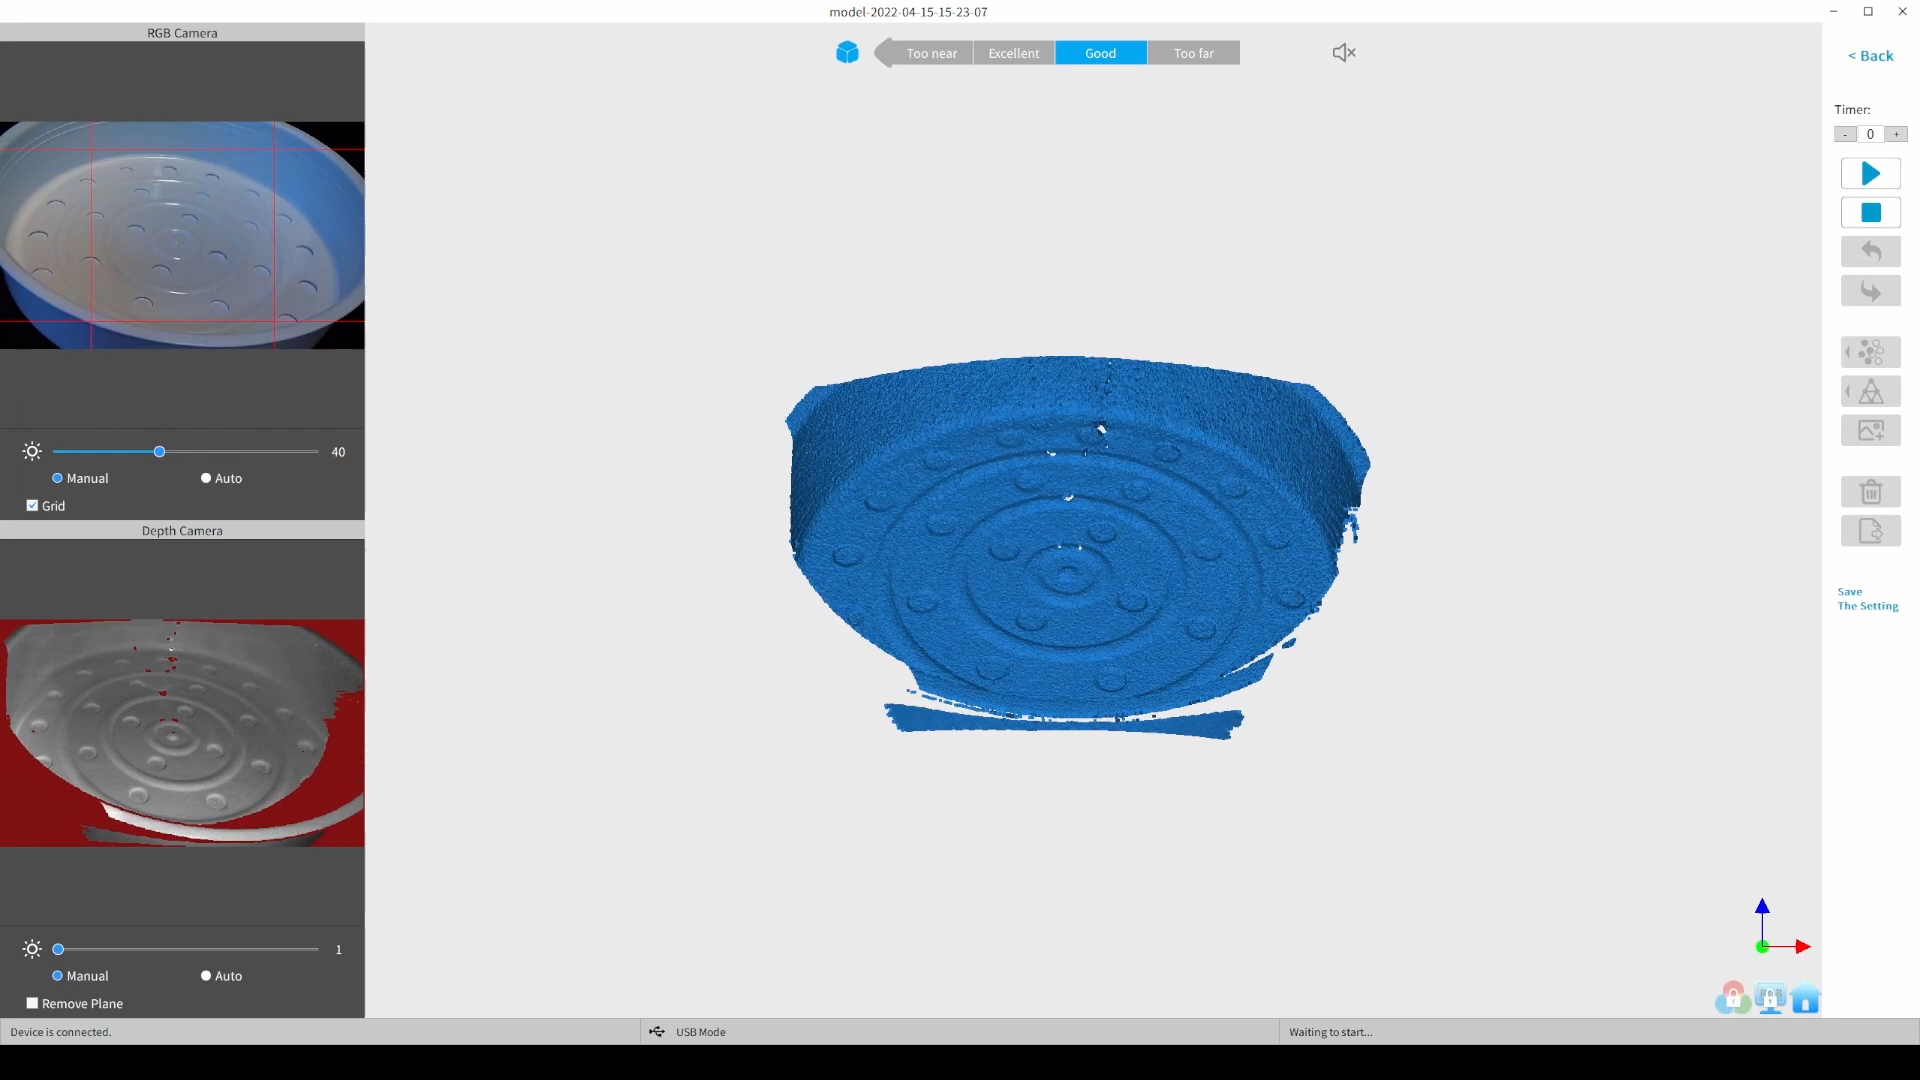 model-2022-04-15-15-23-07
RGB Camera
Too near
Excellent
Good
Too far
< Back
Timer:
- 0 +
40
Manual
Auto
Grid
Depth Camera
Save
The Setting
1
Manual
Auto
Remove Plane
Device is connected.
USB Mode
Waiting to start...